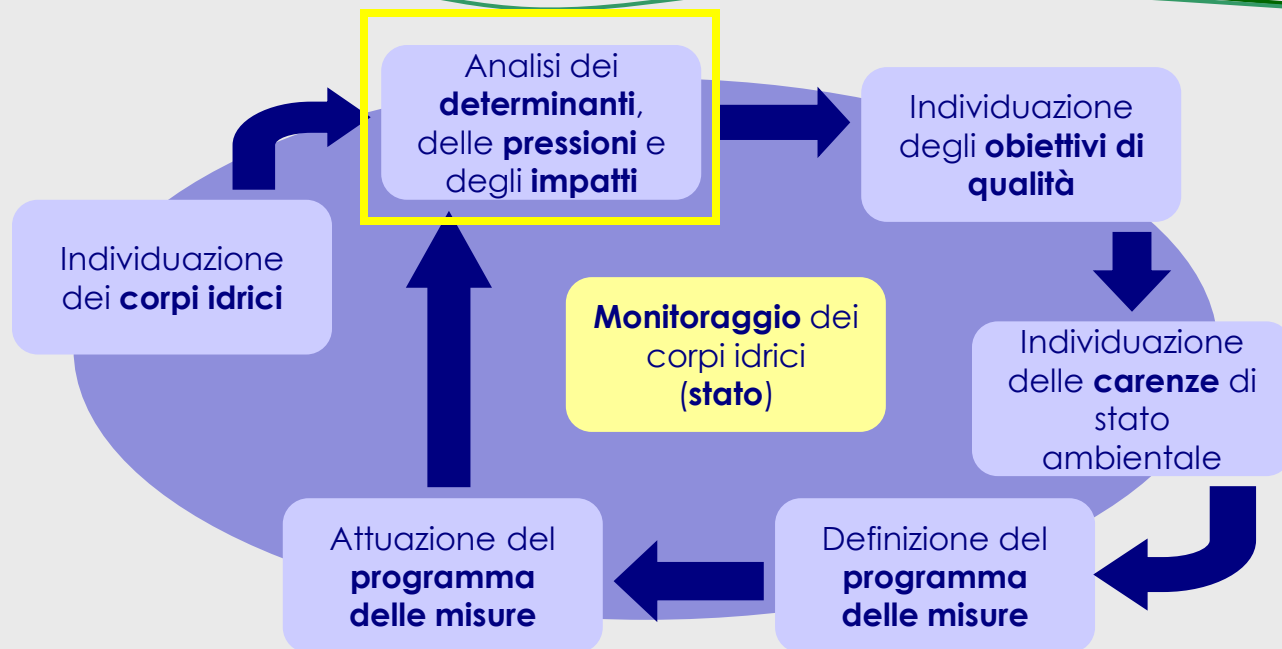 Analisi dei
determinanti,
delle pressioni e
degli impatti
Individuazione
degli obiettivi di
qualità
Individuazione
dei corpi idrici
Monitoraggio dei
corpi idrici
(stato)
Individuazione
delle carenze di
stato
ambientale
Attuazione del
programma
delle misure
Definizione del
programma
delle misure